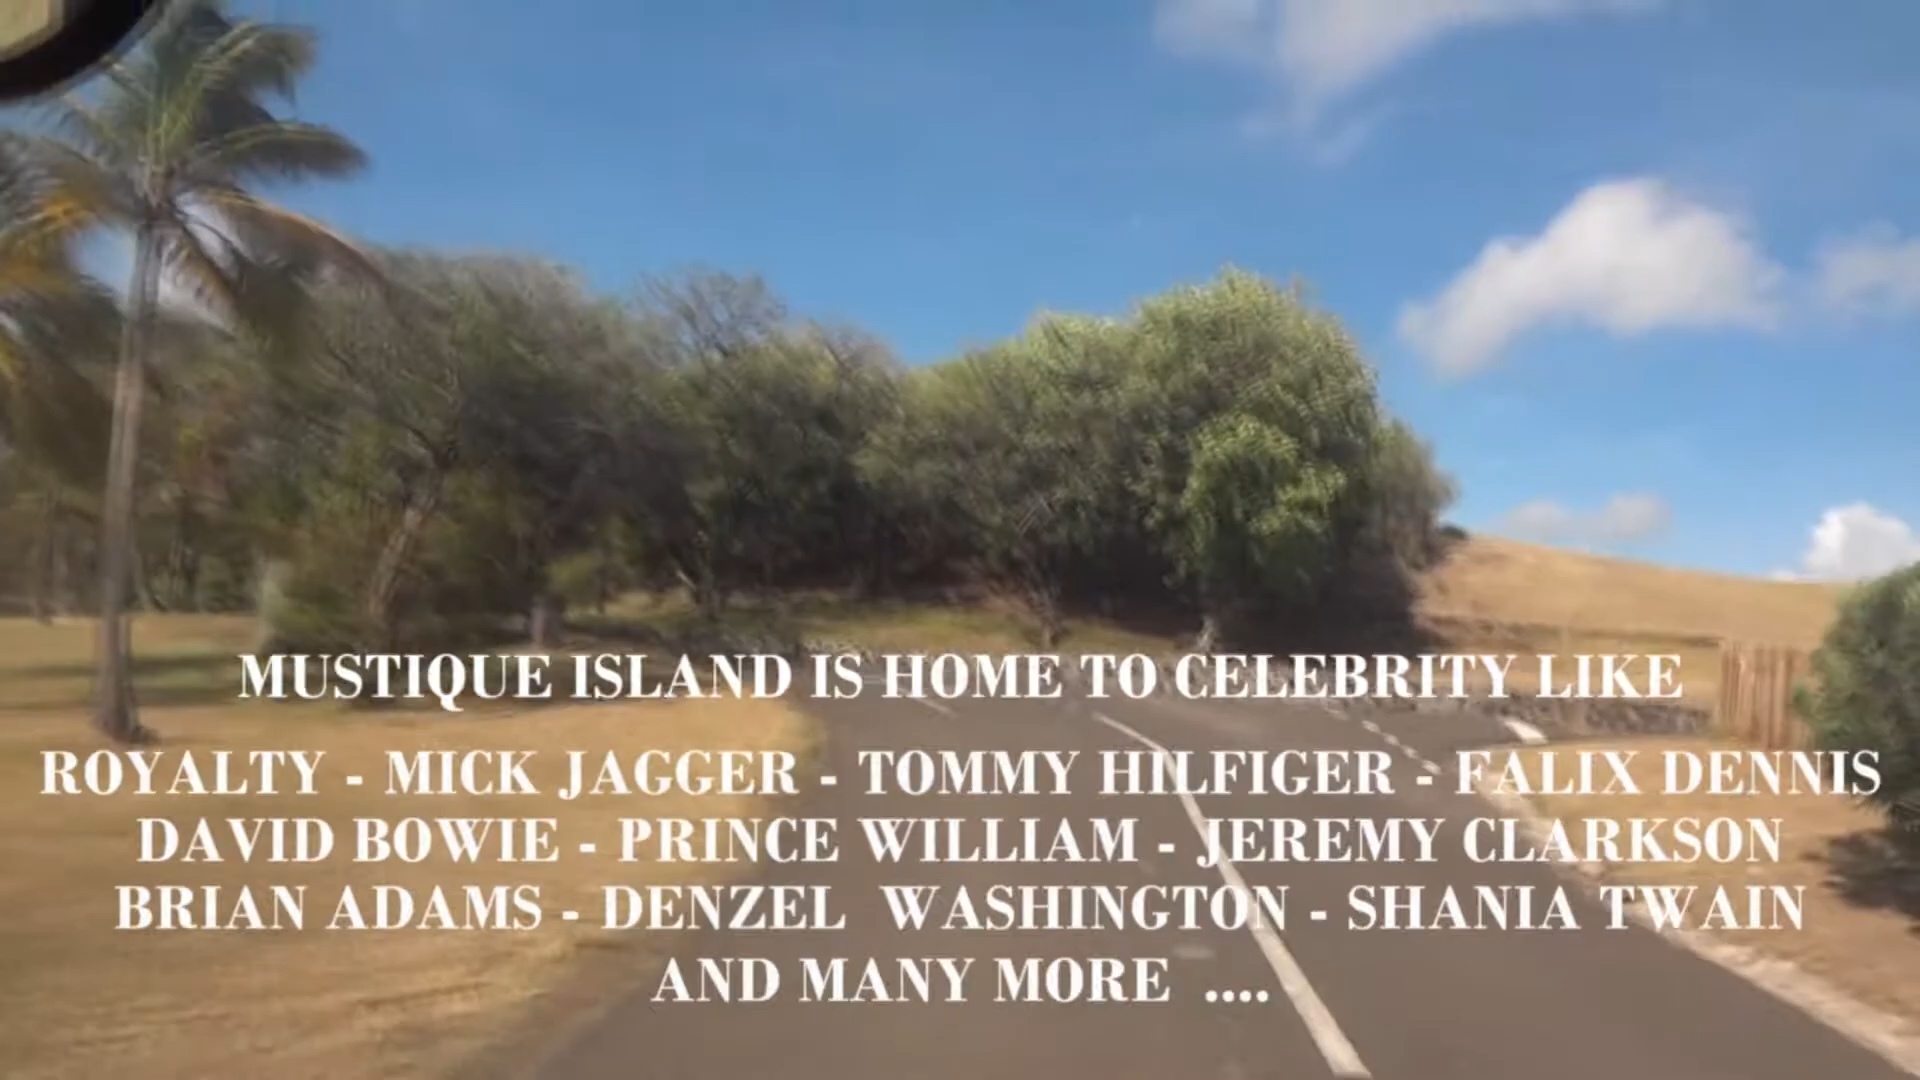 MUSTIQUE ISLAND IS HOME TO CELEBRITY LIKE
ROYALTY - MICK JAGGER - TOMMY HILFIGER - FALIX DENNIS
DAVID BOWIE - PRINCE WILLIAM - JEREMY CLARKSON
BRIAN ADAMS - DENZEL  WASHINGTON - SHANIA TWAIN
AND MANY MORE  ....